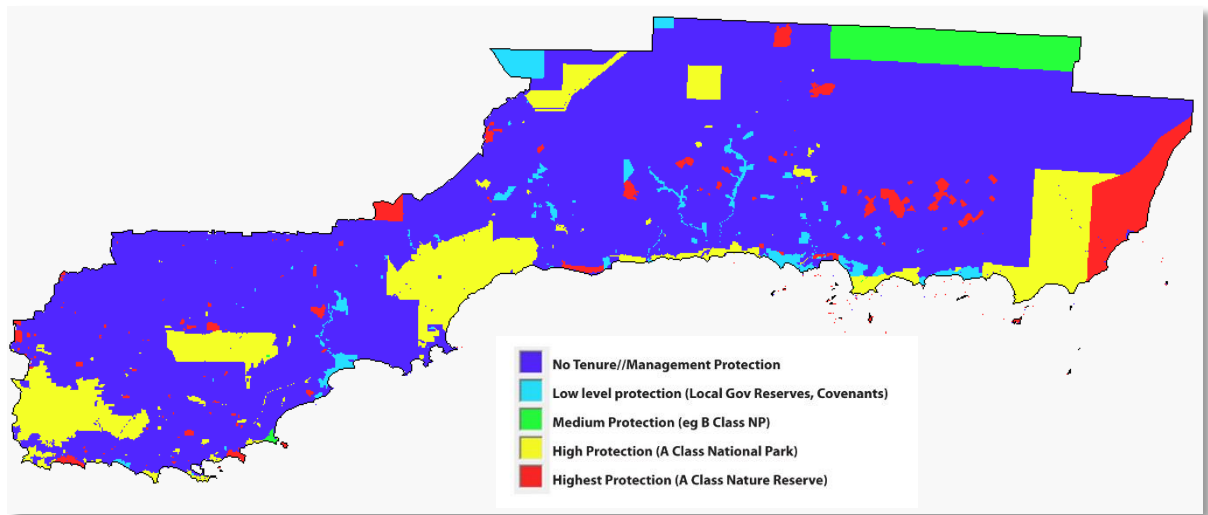 No Tenure//Management Protection
Low level protection (Local Gov Reserves, Covenants)
Medium Protection (eg B Class NP)
High Protection (A Class National Park)
Highest Protection (A Class Nature Reserve)